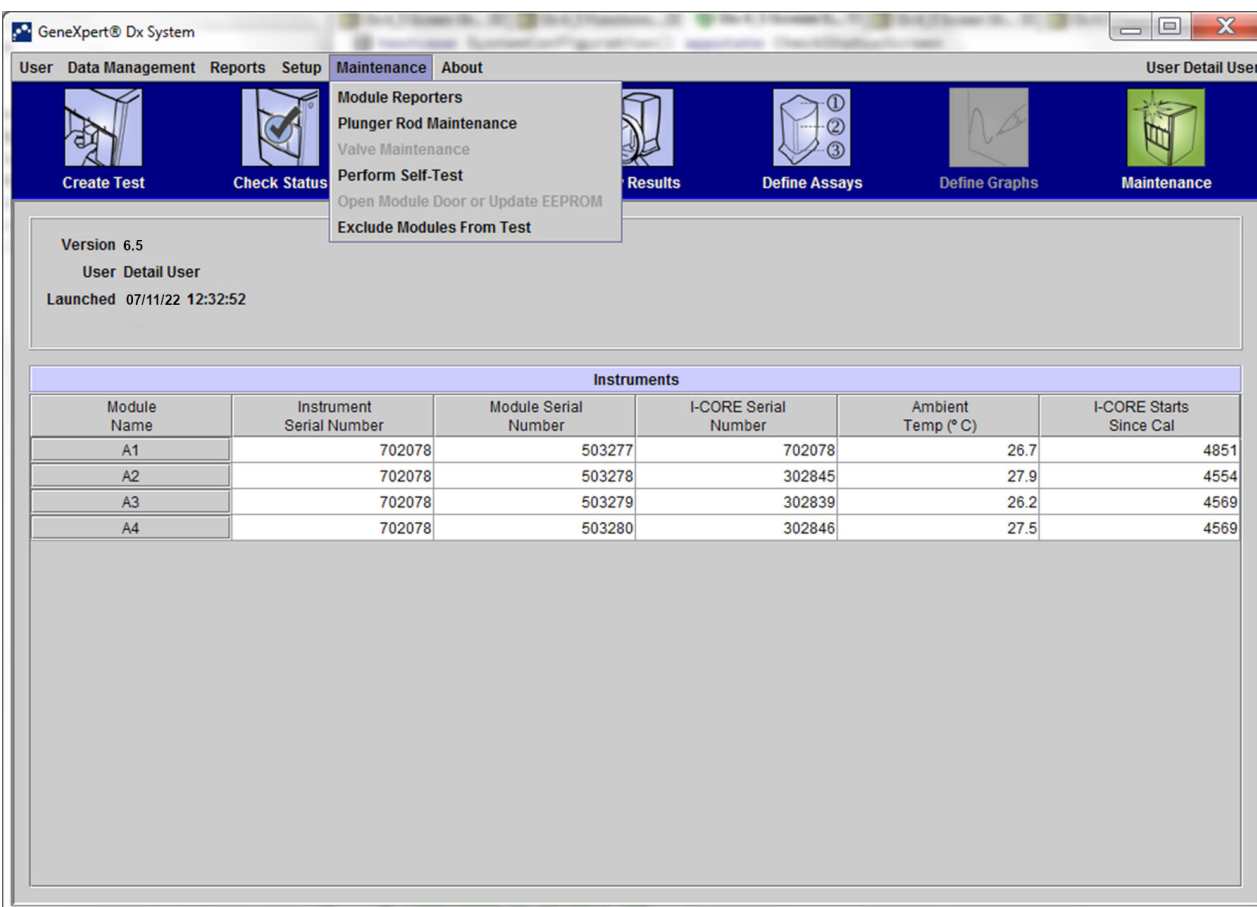 GeneXpert® Dx System
User Data Management Reports Setup Maintenance About User Detail User
Module Reporters
Plunger Rod Maintenance
Valve Maintenance
Perform Self-Test
Open Module Door or Update EEPROM
Exclude Modules From Test
① ② ③
Create Test Check Status Results Define Assays Define Graphs Maintenance
Version 6.5
User Detail User
Launched 07/11/22 12:32:52
Instruments
Module Name Instrument Serial Number Module Serial Number I-CORE Serial Number Ambient Temp (° C) I-CORE Starts Since Cal
A1 702078 503277 702078 26.7 4851
A2 702078 503278 302845 27.9 4554
A3 702078 503279 302839 26.2 4569
A4 702078 503280 302846 27.5 4569